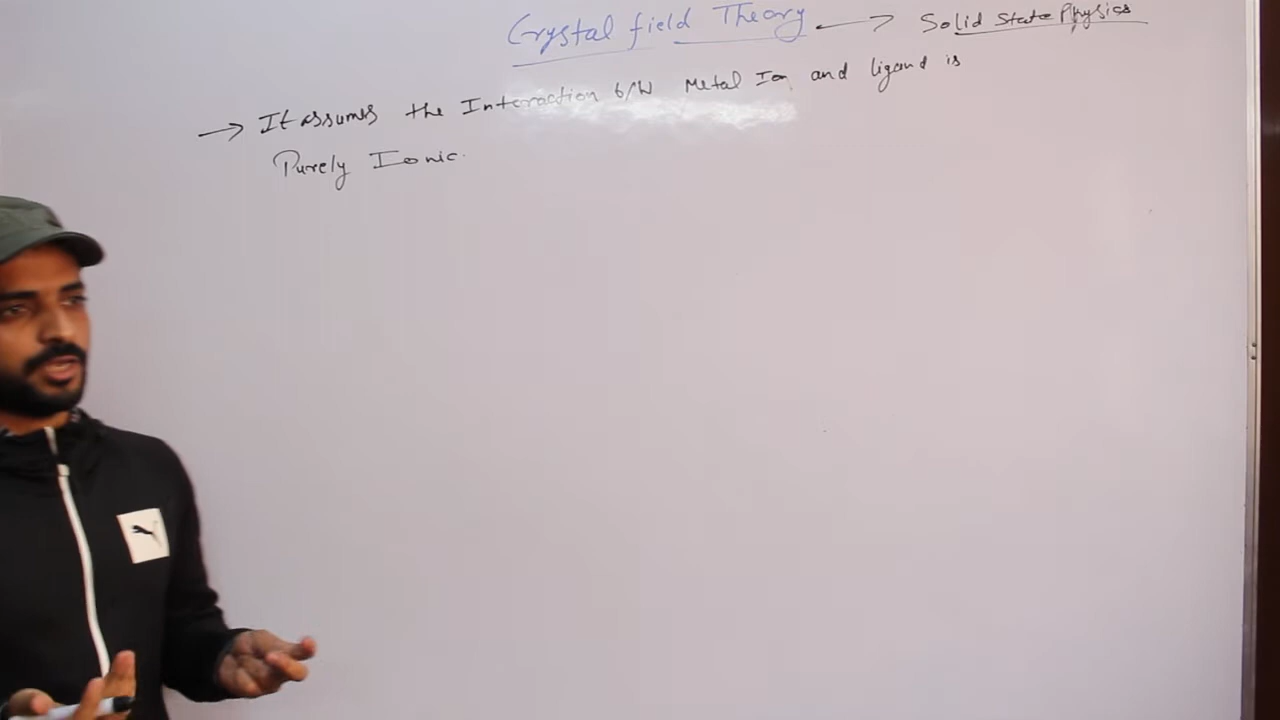 Crystal field Theory → Solid State Physics
→ It assumes the Interaction b/w Metal Ion and ligand is
Purely Ionic.